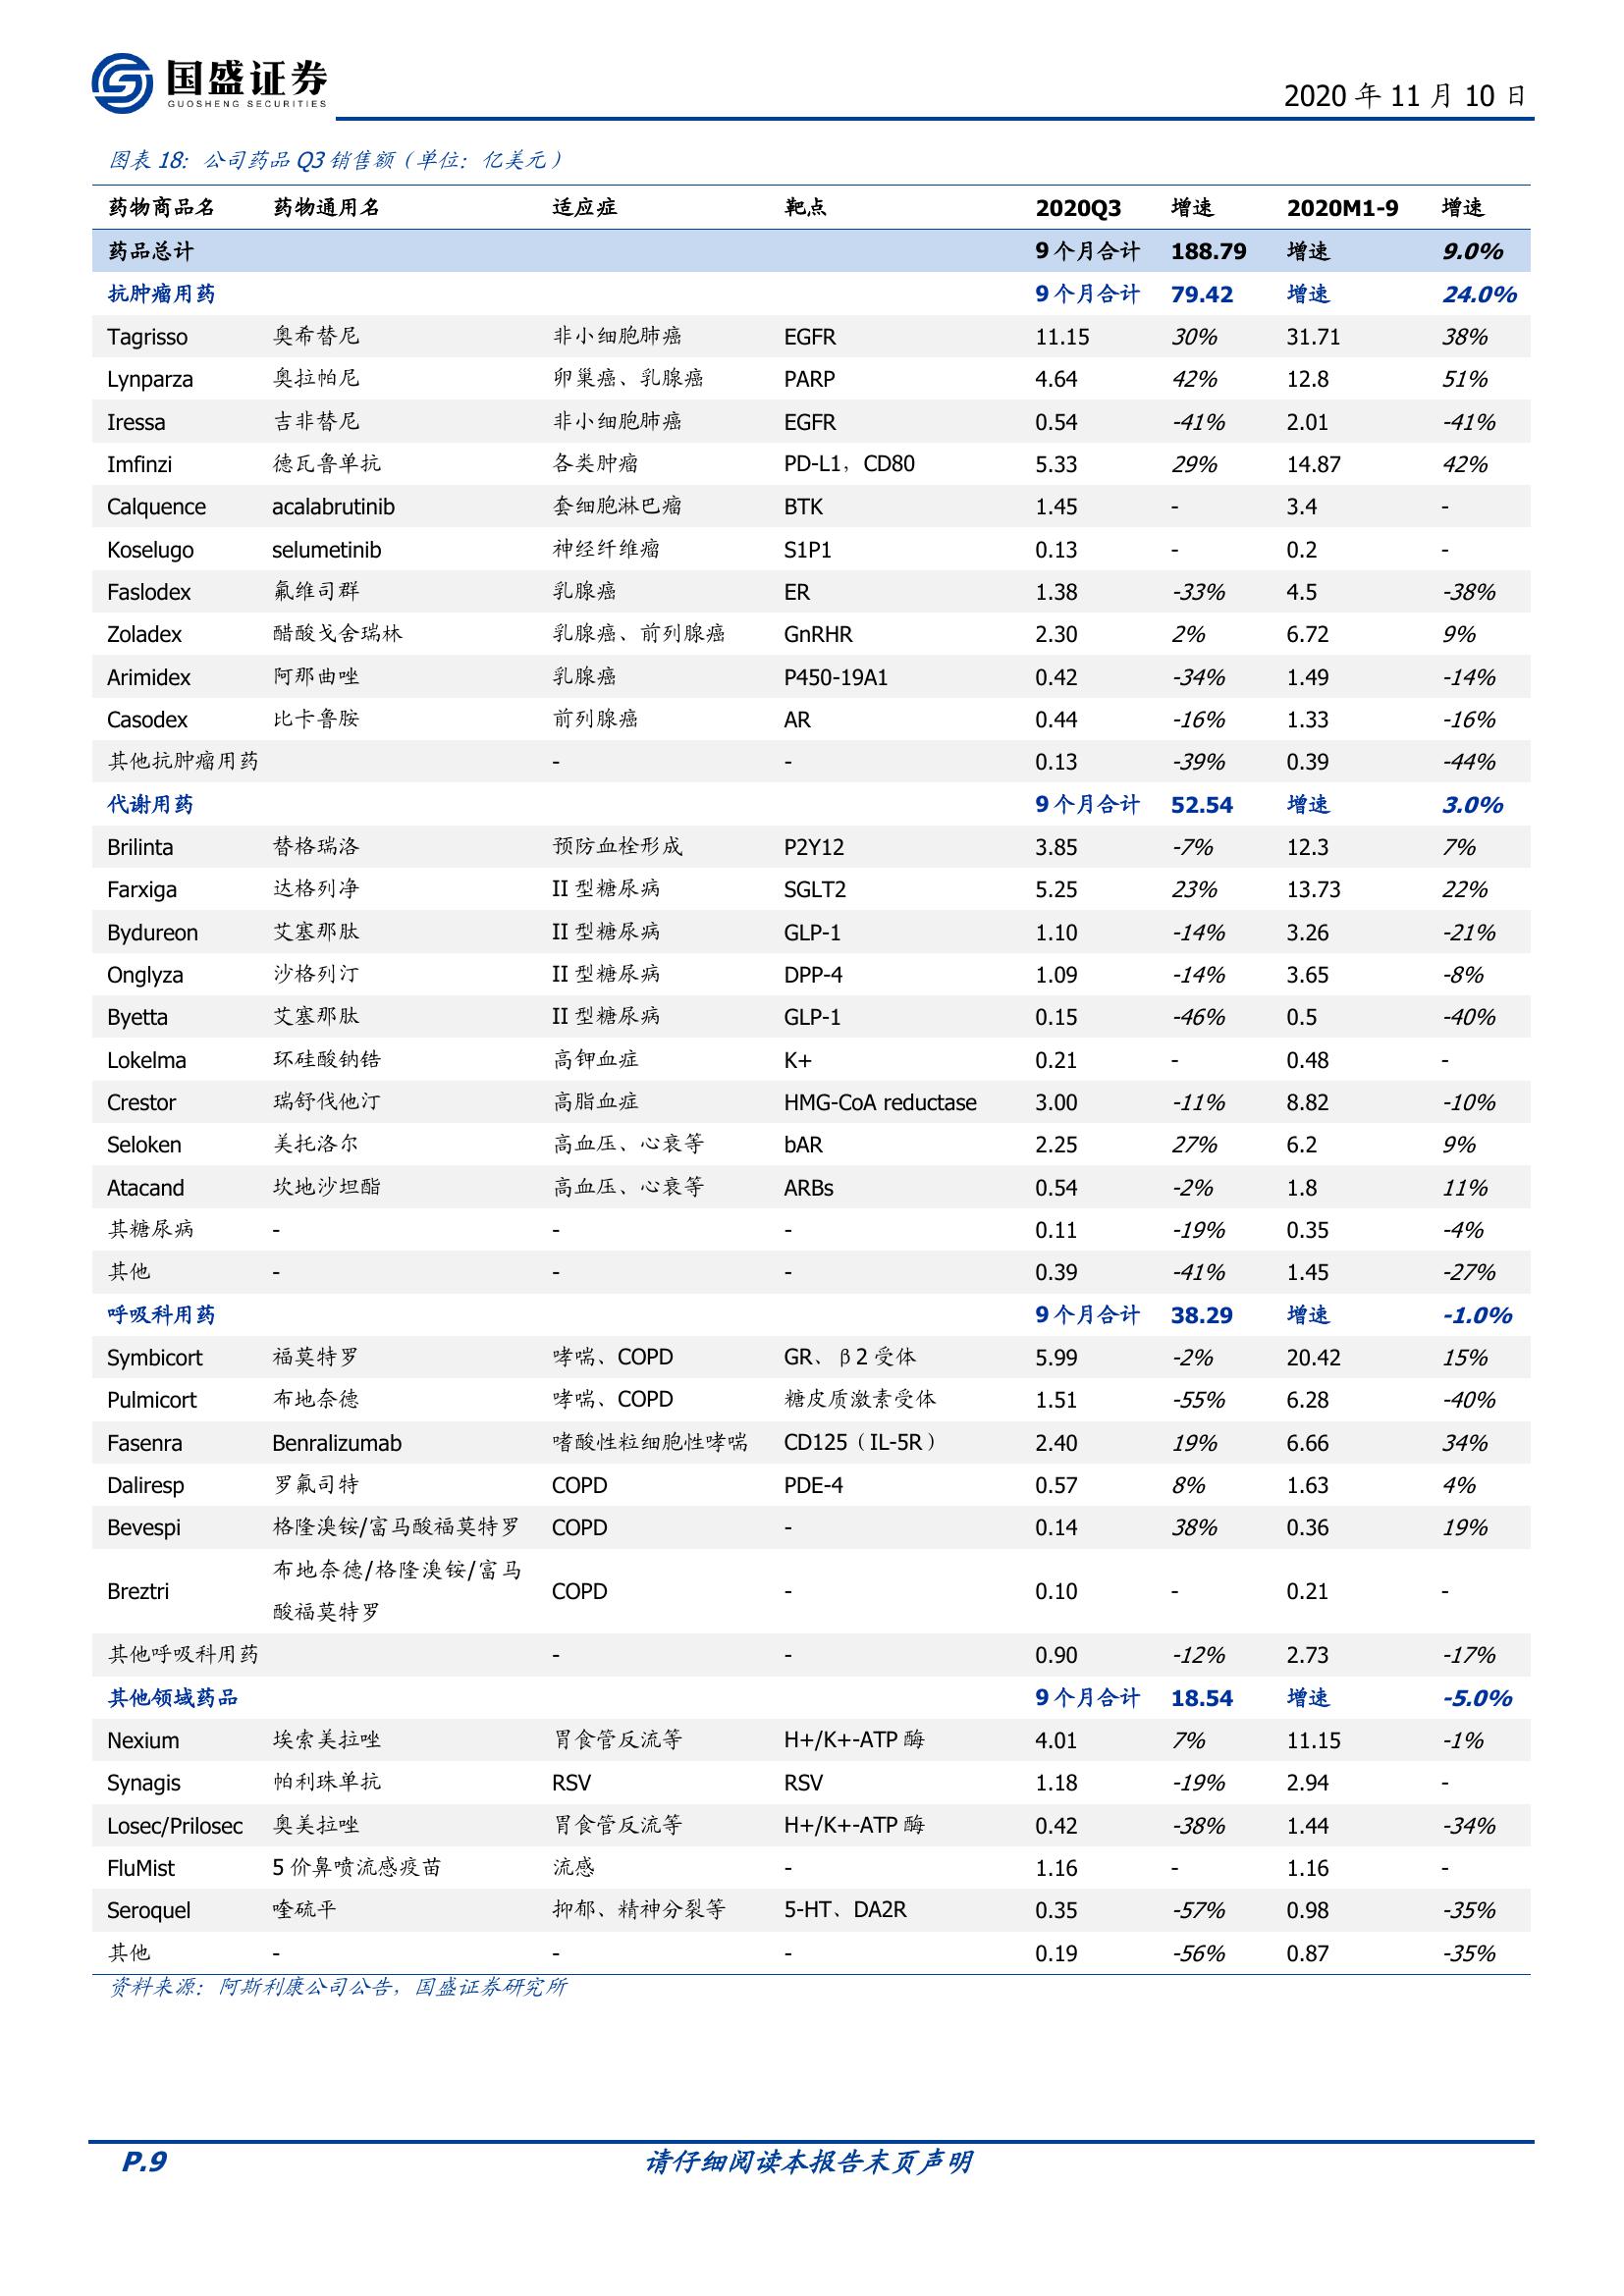 国盛证券
GUOSHENG SECURITIES
2020 年 11 月 10 日
图表 18：公司药品 Q3 销售额（单位：亿美元）
药物商品名 药物通用名 适应症 靶点 2020Q3 增速 2020M1-9 增速
药品总计 9 个月合计 188.79 增速 9.0%
抗肿瘤用药 9 个月合计 79.42 增速 24.0%
Tagrisso 奥希替尼 非小细胞肺癌 EGFR 11.15 30% 31.71 38%
Lynparza 奥拉帕尼 卵巢癌、乳腺癌 PARP 4.64 42% 12.8 51%
Iressa 吉非替尼 非小细胞肺癌 EGFR 0.54 -41% 2.01 -41%
Imfinzi 德瓦鲁单抗 各类肿瘤 PD-L1，CD80 5.33 29% 14.87 42%
Calquence acalabrutinib 套细胞淋巴瘤 BTK 1.45 - 3.4 -
Koselugo selumetinib 神经纤维瘤 S1P1 0.13 - 0.2 -
Faslodex 氟维司群 乳腺癌 ER 1.38 -33% 4.5 -38%
Zoladex 醋酸戈舍瑞林 乳腺癌、前列腺癌 GnRHR 2.30 2% 6.72 9%
Arimidex 阿那曲唑 乳腺癌 P450-19A1 0.42 -34% 1.49 -14%
Casodex 比卡鲁胺 前列腺癌 AR 0.44 -16% 1.33 -16%
其他抗肿瘤用药 - - 0.13 -39% 0.39 -44%
代谢用药 9 个月合计 52.54 增速 3.0%
Brilinta 替格瑞洛 预防血栓形成 P2Y12 3.85 -7% 12.3 7%
Farxiga 达格列净 II 型糖尿病 SGLT2 5.25 23% 13.73 22%
Bydureon 艾塞那肽 II 型糖尿病 GLP-1 1.10 -14% 3.26 -21%
Onglyza 沙格列汀 II 型糖尿病 DPP-4 1.09 -14% 3.65 -8%
Byetta 艾塞那肽 II 型糖尿病 GLP-1 0.15 -46% 0.5 -40%
Lokelma 环硅酸钠锆 高钾血症 K+ 0.21 - 0.48 -
Crestor 瑞舒伐他汀 高脂血症 HMG-CoA reductase 3.00 -11% 8.82 -10%
Seloken 美托洛尔 高血压、心衰等 bAR 2.25 27% 6.2 9%
Atacand 坎地沙坦酯 高血压、心衰等 ARBs 0.54 -2% 1.8 11%
其糖尿病 - - - 0.11 -19% 0.35 -4%
其他 - - - 0.39 -41% 1.45 -27%
呼吸科用药 9 个月合计 38.29 增速 -1.0%
Symbicort 福莫特罗 哮喘、COPD GR、β2 受体 5.99 -2% 20.42 15%
Pulmicort 布地奈德 哮喘、COPD 糖皮质激素受体 1.51 -55% 6.28 -40%
Fasenra Benralizumab 嗜酸性粒细胞性哮喘 CD125（IL-5R） 2.40 19% 6.66 34%
Daliresp 罗氟司特 COPD PDE-4 0.57 8% 1.63 4%
Bevespi 格隆溴铵/富马酸福莫特罗 COPD - 0.14 38% 0.36 19%
Breztri 布地奈德/格隆溴铵/富马
酸福莫特罗 COPD - 0.10 - 0.21 -
其他呼吸科用药 - - 0.90 -12% 2.73 -17%
其他领域药品 9 个月合计 18.54 增速 -5.0%
Nexium 埃索美拉唑 胃食管反流等 H+/K+-ATP 酶 4.01 7% 11.15 -1%
Synagis 帕利珠单抗 RSV RSV 1.18 -19% 2.94 -
Losec/Prilosec 奥美拉唑 胃食管反流等 H+/K+-ATP 酶 0.42 -38% 1.44 -34%
FluMist 5 价鼻喷流感疫苗 流感 - 1.16 - 1.16 -
Seroquel 喹硫平 抑郁、精神分裂等 5-HT、DA2R 0.35 -57% 0.98 -35%
其他 - - - 0.19 -56% 0.87 -35%
资料来源：阿斯利康公司公告，国盛证券研究所
P.9 请仔细阅读本报告末页声明